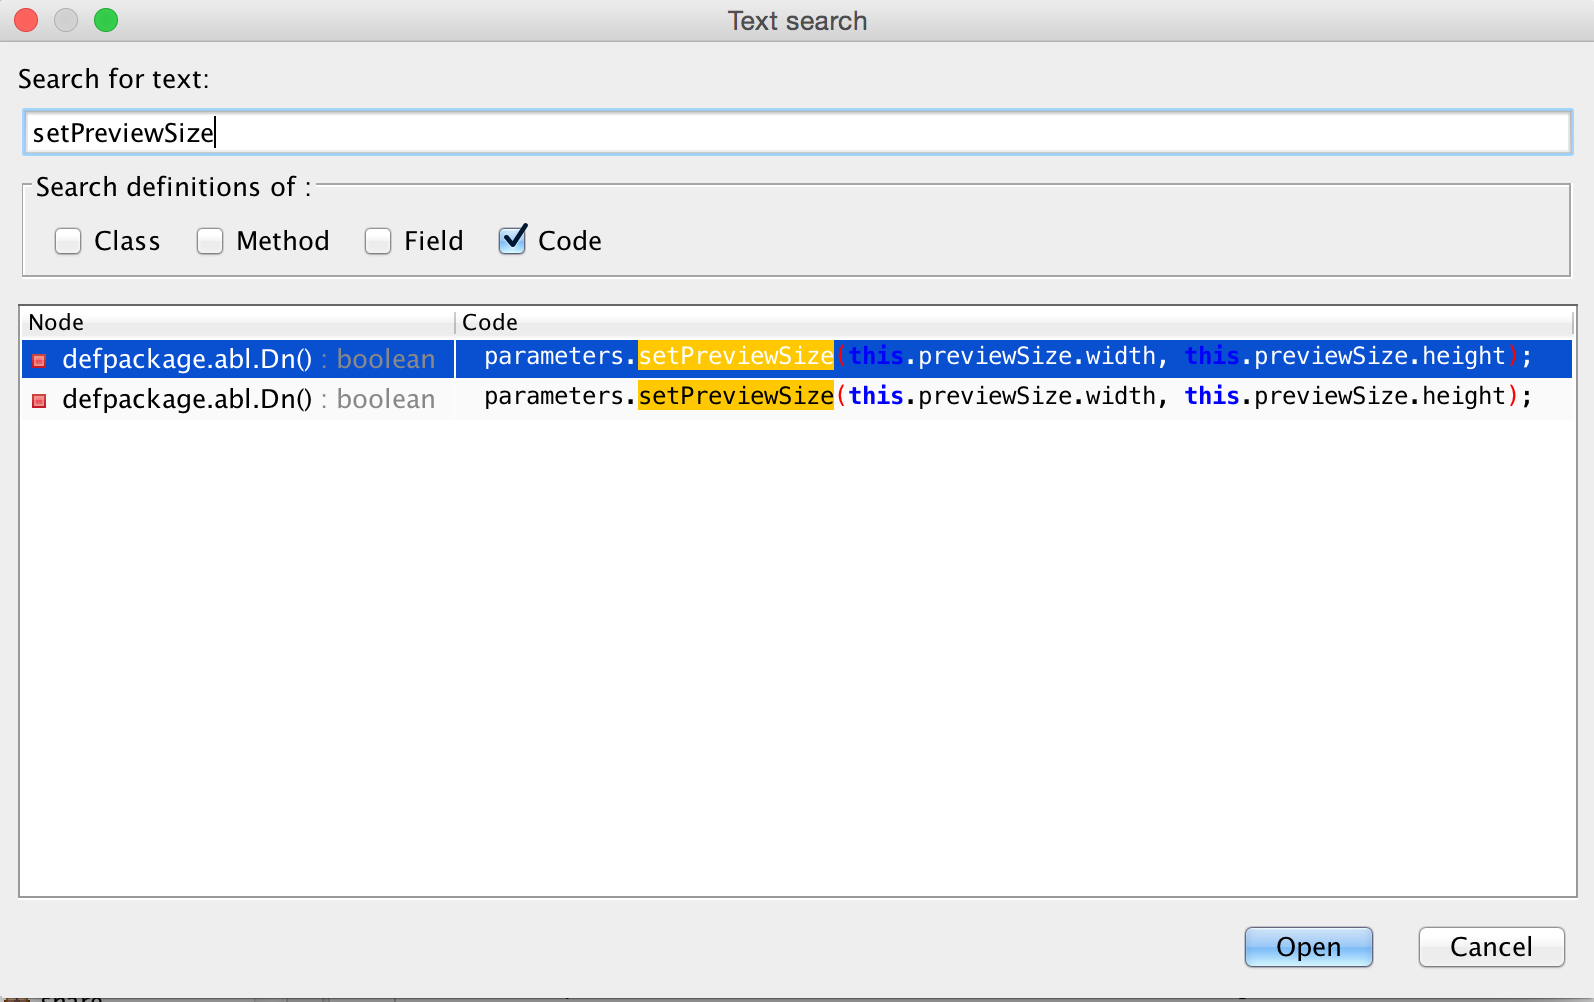 Text search
Search for text:
setPreviewSize
Search definitions of :
Class Method Field Code
Node Code
defpackage.abl.Dn() : boolean parameters.setPreviewSize(this.previewSize.width, this.previewSize.height);
defpackage.abl.Dn() : boolean parameters.setPreviewSize(this.previewSize.width, this.previewSize.height);
Open Cancel
share